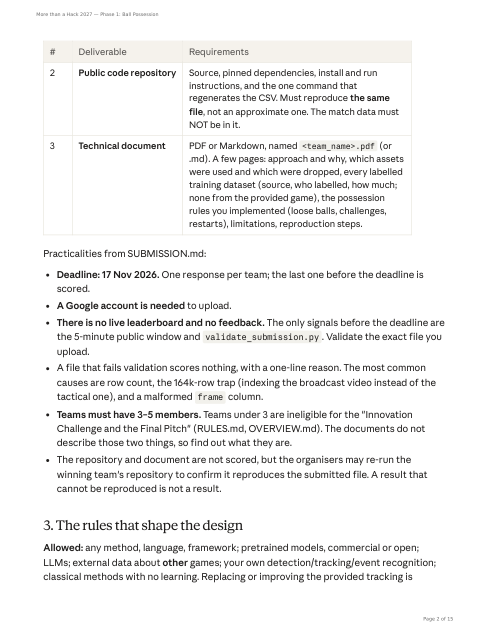 More than a Hack 2027 — Phase 1: Ball Possession
# Deliverable Requirements
2 Public code repository Source, pinned dependencies, install and run
instructions, and the one command that
regenerates the CSV. Must reproduce the same
file, not an approximate one. The match data must
NOT be in it.
3 Technical document PDF or Markdown, named <team_name>.pdf (or
.md). A few pages: approach and why, which assets
were used and which were dropped, every labelled
training dataset (source, who labelled, how much;
none from the provided game), the possession
rules you implemented (loose balls, challenges,
restarts), limitations, reproduction steps.
Practicalities from SUBMISSION.md:
• Deadline: 17 Nov 2026. One response per team; the last one before the deadline is
scored.
• A Google account is needed to upload.
• There is no live leaderboard and no feedback. The only signals before the deadline are
the 5-minute public window and validate_submission.py. Validate the exact file you
upload.
• A file that fails validation scores nothing, with a one-line reason. The most common
causes are row count, the 164k-row trap (indexing the broadcast video instead of the
tactical one), and a malformed frame column.
• Teams must have 3–5 members. Teams under 3 are ineligible for the "Innovation
Challenge and the Final Pitch" (RULES.md, OVERVIEW.md). The documents do not
describe those two things, so find out what they are.
• The repository and document are not scored, but the organisers may re-run the
winning team's repository to confirm it reproduces the submitted file. A result that
cannot be reproduced is not a result.
3. The rules that shape the design
Allowed: any method, language, framework; pretrained models, commercial or open;
LLMs; external data about other games; your own detection/tracking/event recognition;
classical methods with no learning. Replacing or improving the provided tracking is
Page 2 of 15